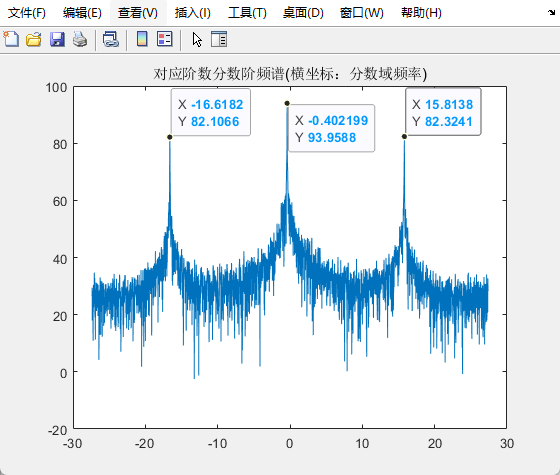 文件(F) 编辑(E) 查看(V) 插入(I) 工具(T) 桌面(D) 窗口(W) 帮助(H)
对应阶数分数阶频谱(横坐标：分数域频率)
X -16.6182
Y 82.1066
X -0.402199
Y 93.9588
X 15.8138
Y 82.3241
100
80
60
40
20
0
-20
-30 -20 -10 0 10 20 30